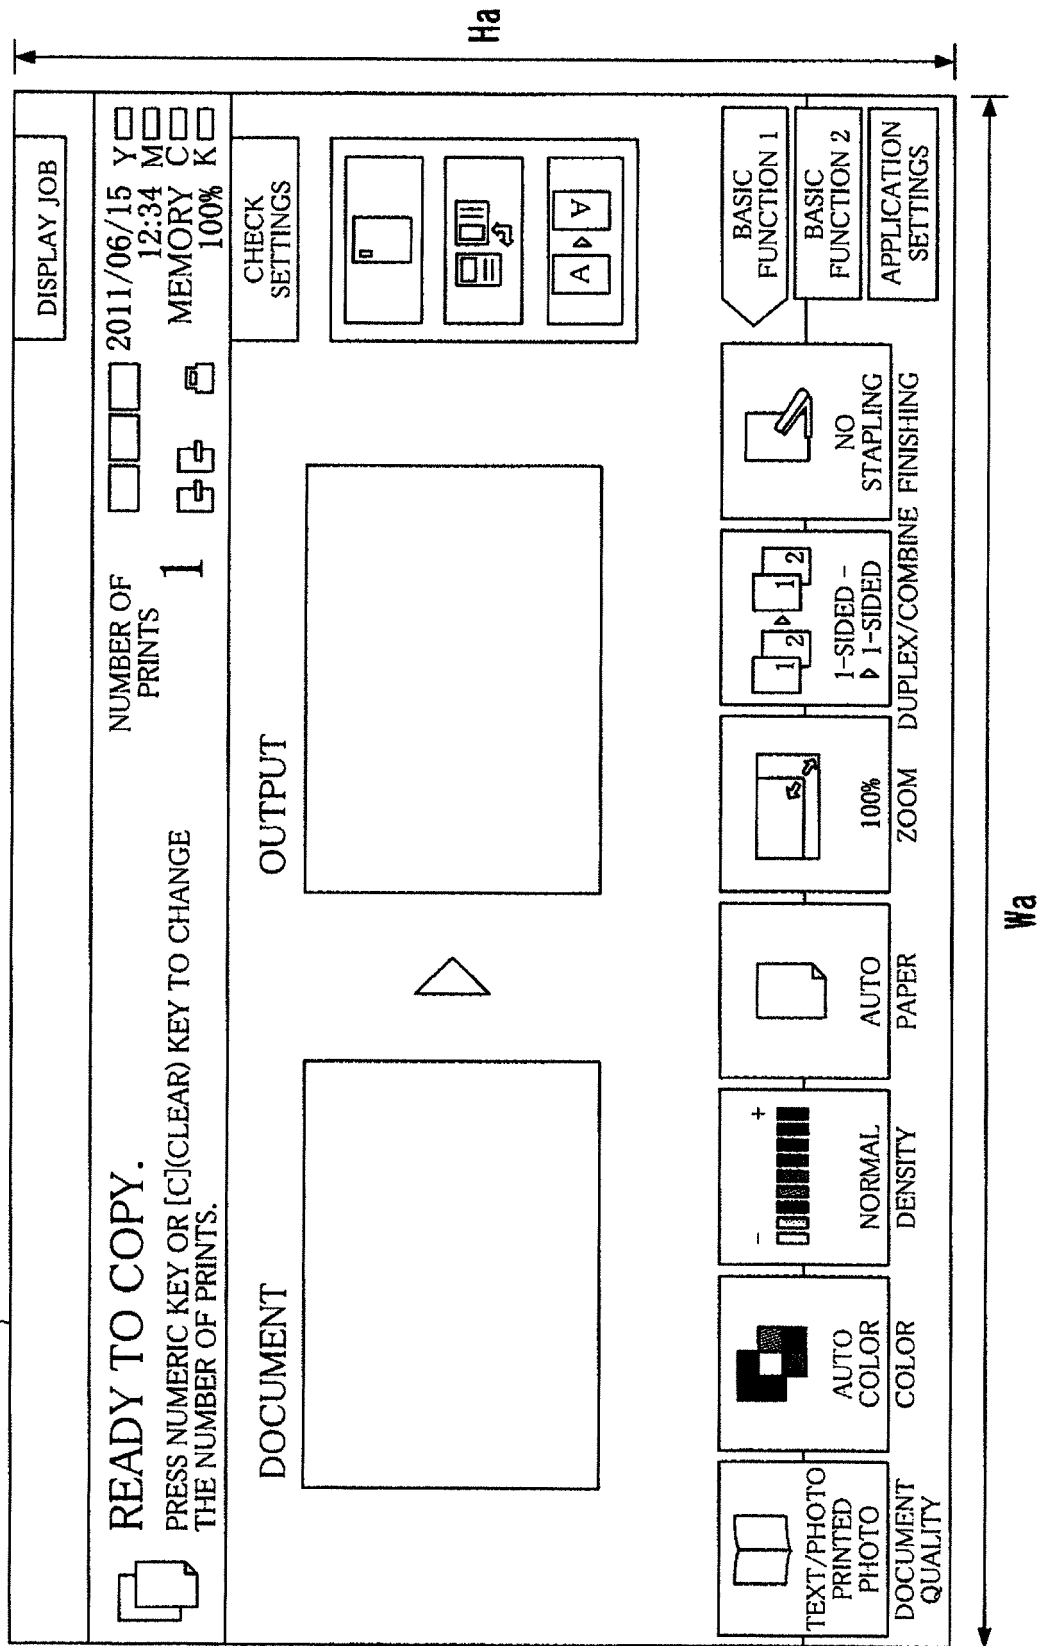 DISPLAY JOB
READY TO COPY.
PRESS NUMERIC KEY OR [C](CLEAR) KEY TO CHANGE
THE NUMBER OF PRINTS.
NUMBER OF
PRINTS
1
2011/06/15
12:34
MEMORY
100%
Y
M
C
K
DOCUMENT
OUTPUT
CHECK
SETTINGS
A
A
TEXT/PHOTO
PRINTED
PHOTO
DOCUMENT
QUALITY
AUTO
COLOR
COLOR
- +
NORMAL
DENSITY
AUTO
PAPER
100%
ZOOM
1 2 1 2
1-SIDED -
1-SIDED
DUPLEX/COMBINE
NO
STAPLING
FINISHING
BASIC
FUNCTION 1
BASIC
FUNCTION 2
APPLICATION
SETTINGS
Ha
Wa